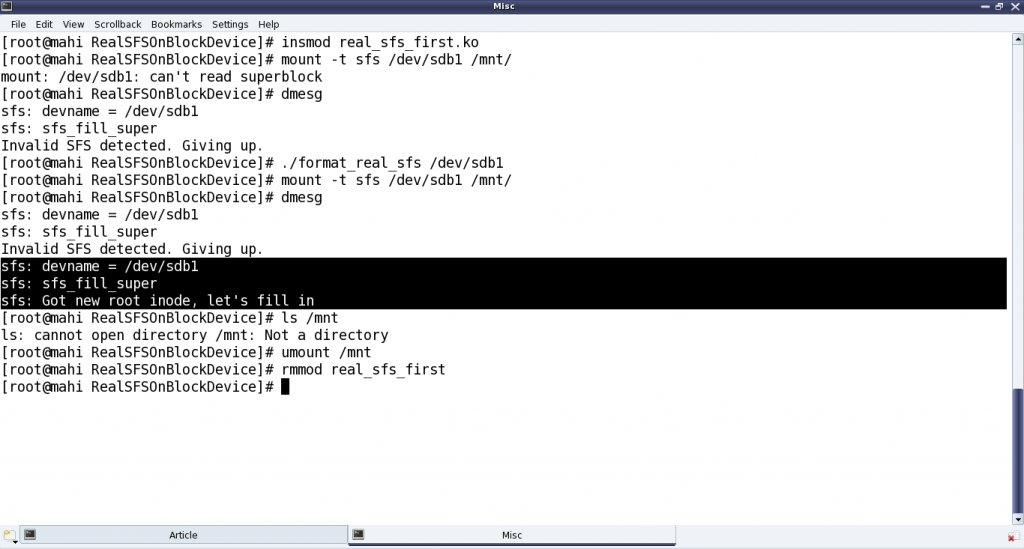 Misc
File Edit View Scrollback Bookmarks Settings Help
[root@mahi RealSFSOnBlockDevice]# insmod real_sfs_first.ko
[root@mahi RealSFSOnBlockDevice]# mount -t sfs /dev/sdb1 /mnt/
mount: /dev/sdb1: can't read superblock
[root@mahi RealSFSOnBlockDevice]# dmesg
sfs: devname = /dev/sdb1
sfs: sfs_fill_super
Invalid SFS detected. Giving up.
[root@mahi RealSFSOnBlockDevice]# ./format_real_sfs /dev/sdb1
[root@mahi RealSFSOnBlockDevice]# mount -t sfs /dev/sdb1 /mnt/
[root@mahi RealSFSOnBlockDevice]# dmesg
sfs: devname = /dev/sdb1
sfs: sfs_fill_super
Invalid SFS detected. Giving up.
sfs: devname = /dev/sdb1
sfs: sfs_fill_super
sfs: Got new root inode, let's fill in
[root@mahi RealSFSOnBlockDevice]# ls /mnt
ls: cannot open directory /mnt: Not a directory
[root@mahi RealSFSOnBlockDevice]# umount /mnt
[root@mahi RealSFSOnBlockDevice]# rmmod real_sfs_first
[root@mahi RealSFSOnBlockDevice]#
Article Misc